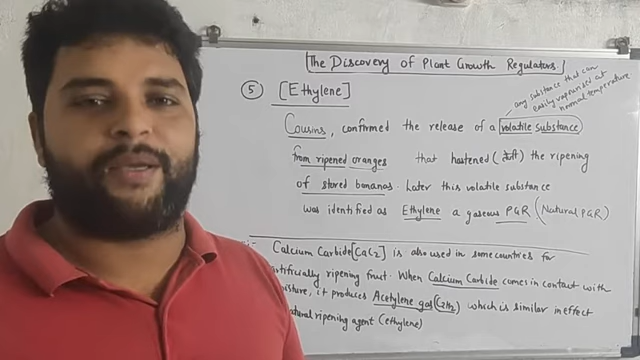 The Discovery of Plant Growth Regulators.
5 [Ethylene]
any substance that can
easily vapourised at
normal temperature
Cousins, confirmed the release of a volatile substance
from ripened oranges that hastened ( ) the ripening
of stored bananas. Later this volatile substance
was identified as Ethylene a gaseous PGR (Natural PGR)
Calcium Carbide [CaC2] is also used in some countries for
artificially ripening fruit. When Calcium Carbide comes in contact with
moisture, it produces Acetylene gas (C2H2) which is similar in effect
natural ripening agent (ethylene)